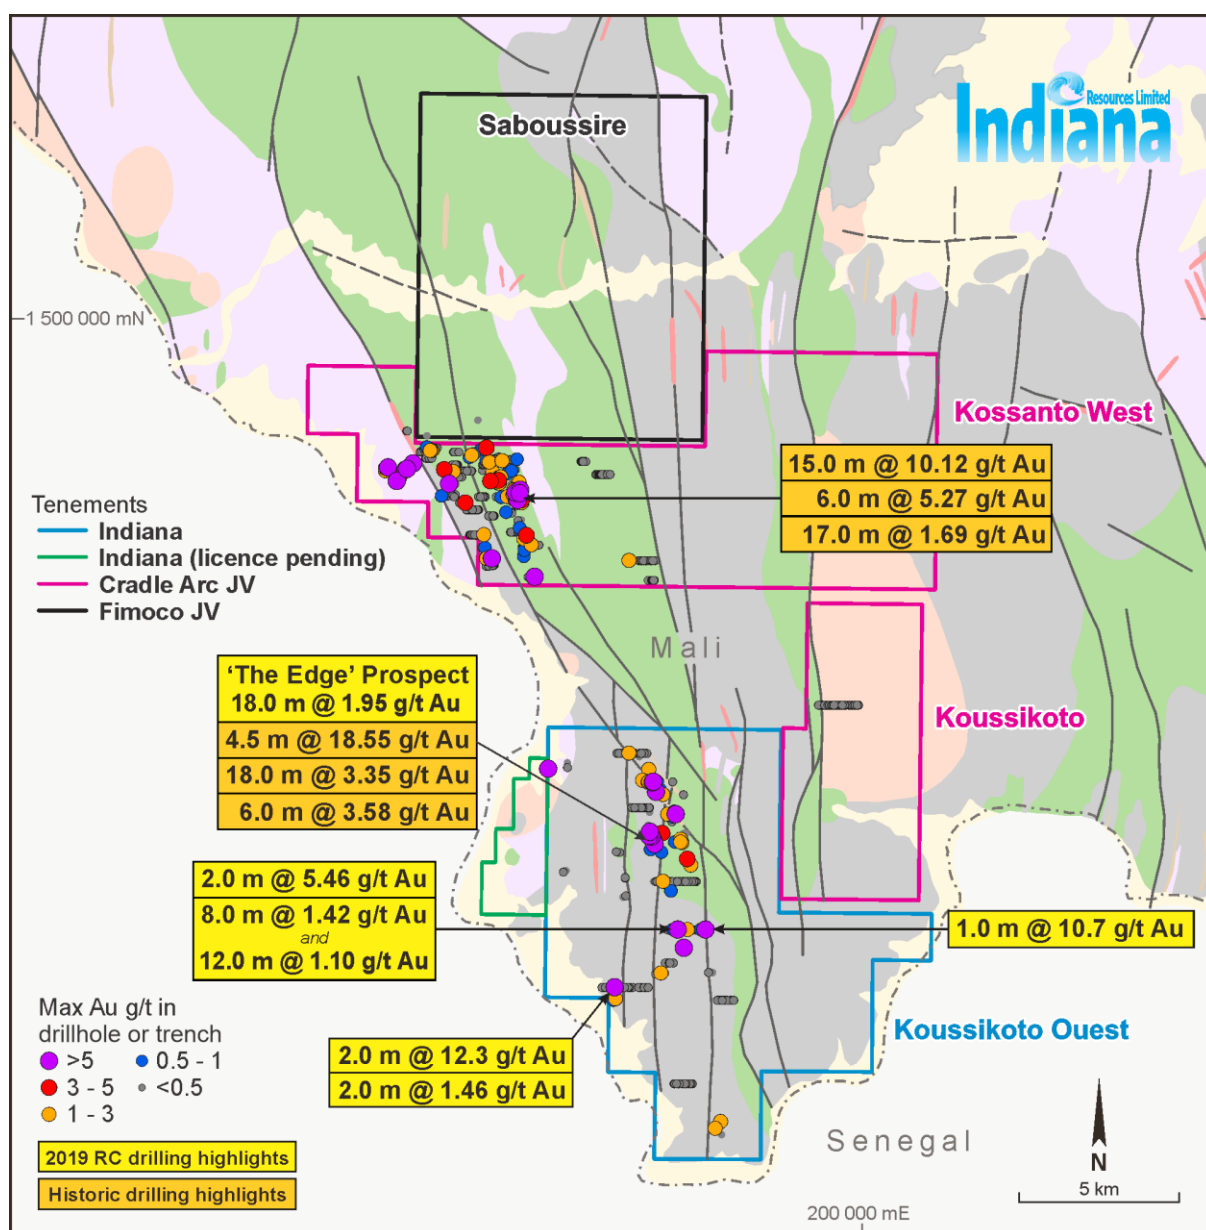 Saboussire
Resources Limited
Indiana
1 500 000 mN
Kossanto West
15.0 m @ 10.12 g/t Au
6.0 m @ 5.27 g/t Au
17.0 m @ 1.69 g/t Au
Tenements
Indiana
Indiana (licence pending)
Cradle Arc JV
Fimoco JV
Mali
‘The Edge’ Prospect
18.0 m @ 1.95 g/t Au
4.5 m @ 18.55 g/t Au
18.0 m @ 3.35 g/t Au
6.0 m @ 3.58 g/t Au
Koussikoto
2.0 m @ 5.46 g/t Au
8.0 m @ 1.42 g/t Au
and
12.0 m @ 1.10 g/t Au
1.0 m @ 10.7 g/t Au
Koussikoto Ouest
2.0 m @ 12.3 g/t Au
2.0 m @ 1.46 g/t Au
Max Au g/t in
drillhole or trench
>5
0.5 - 1
3 - 5
<0.5
1 - 3
2019 RC drilling highlights
Historic drilling highlights
Senegal
N
5 km
200 000 mE